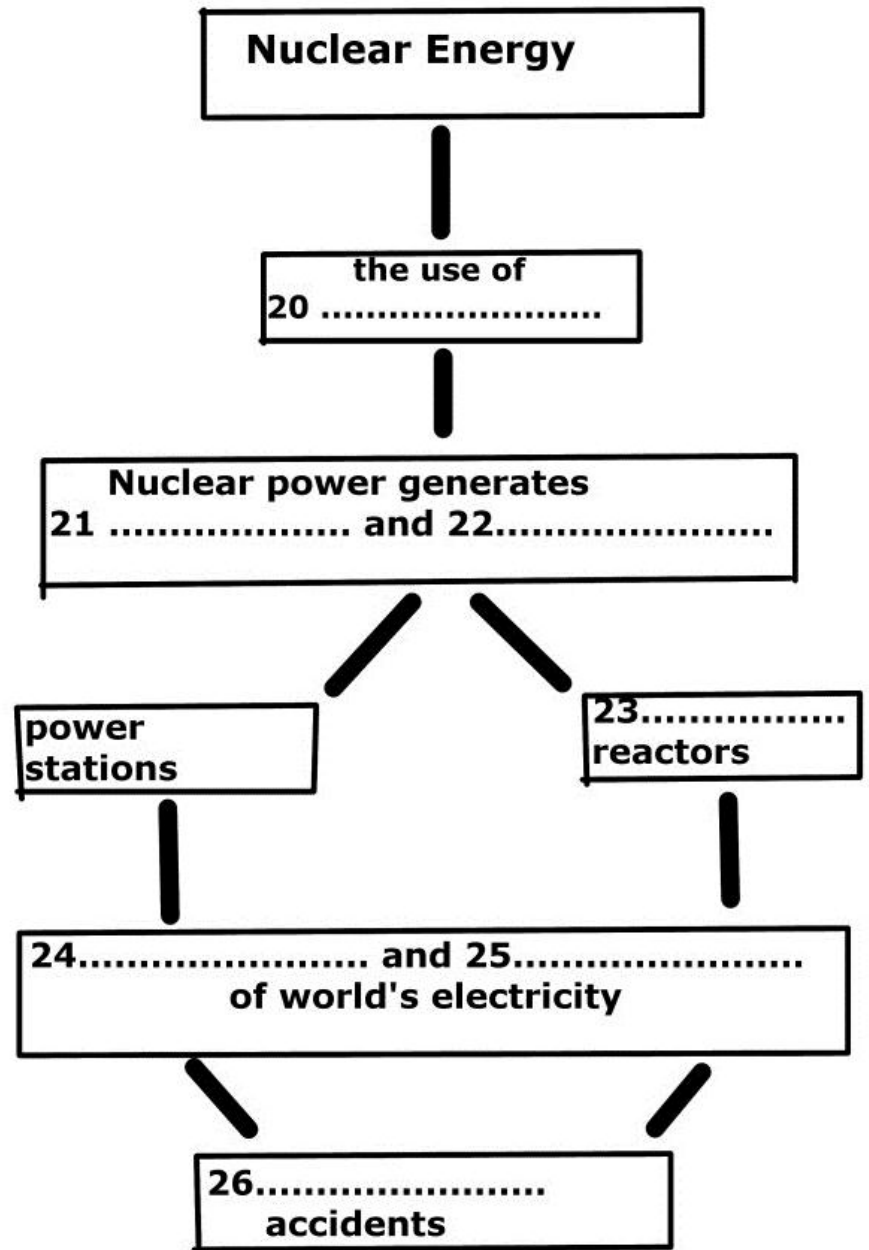 Nuclear Energy
the use of
20 .........................
Nuclear power generates
21 .................... and 22.......................
power
stations
23.................
reactors
24........................ and 25........................
of world's electricity
26........................
accidents